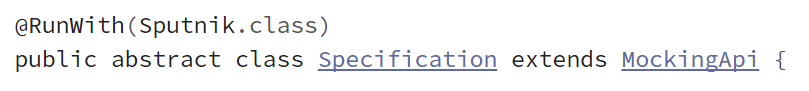 @RunWith(Sputnik.class)
public abstract class Specification extends MockingApi {